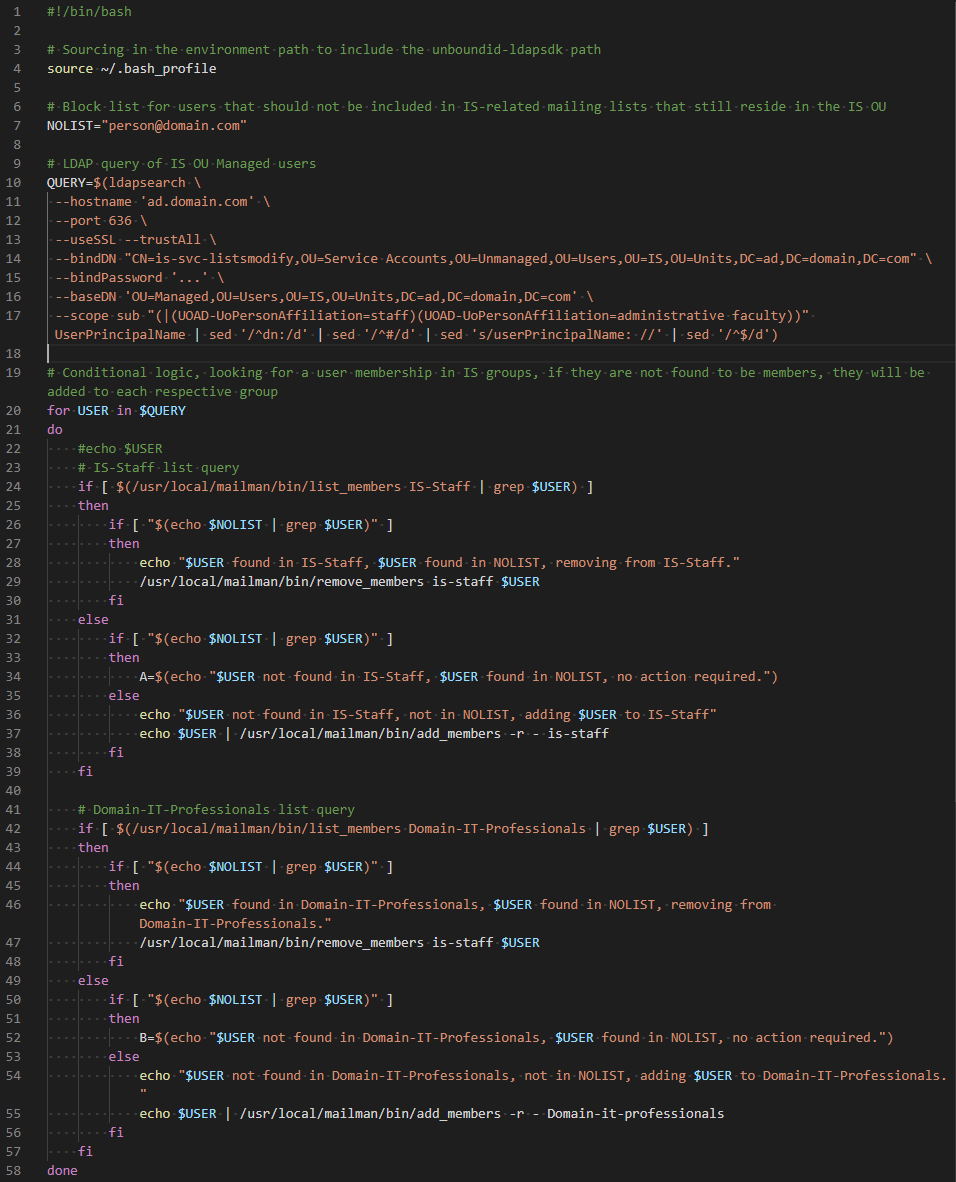 1 #!/bin/bash
2
3 # Sourcing in the environment path to include the unboundid-ldapsdk path
4 source ~/.bash_profile
5
6 # Block list for users that should not be included in IS-related mailing lists that still reside in the IS OU
7 NOLIST="person@domain.com"
8
9 # LDAP query of IS OU Managed users
10 QUERY=$(ldapsearch \
11 --hostname 'ad.domain.com' \
12 --port 636 \
13 --useSSL --trustAll \
14 --bindDN "CN=is-svc-listsmodify,OU=Service Accounts,OU=Unmanaged,OU=Users,OU=IS,OU=Units,DC=ad,DC=domain,DC=com" \
15 --bindPassword '...' \
16 --baseDN 'OU=Managed,OU=Users,OU=IS,OU=Units,DC=ad,DC=domain,DC=com' \
17 --scope sub "(|(UOAD-UoPersonAffiliation=staff)(UOAD-UoPersonAffiliation=administrative faculty))"
UserPrincipalName | sed '/^dn:/d' | sed '/^#/d' | sed 's/userPrincipalName: //' | sed '/^$/d')
18
19 # Conditional logic, looking for a user membership in IS groups, if they are not found to be members, they will be
added to each respective group
20 for USER in $QUERY
21 do
22     #echo $USER
23     # IS-Staff list query
24     if [ $(/usr/local/mailman/bin/list_members IS-Staff | grep $USER) ]
25     then
26         if [ "$(echo $NOLIST | grep $USER)" ]
27         then
28             echo "$USER found in IS-Staff, $USER found in NOLIST, removing from IS-Staff."
29             /usr/local/mailman/bin/remove_members is-staff $USER
30         fi
31     else
32         if [ "$(echo $NOLIST | grep $USER)" ]
33         then
34             A=$(echo "$USER not found in IS-Staff, $USER found in NOLIST, no action required.")
35         else
36             echo "$USER not found in IS-Staff, not in NOLIST, adding $USER to IS-Staff"
37             echo $USER | /usr/local/mailman/bin/add_members -r - is-staff
38         fi
39     fi
40
41     # Domain-IT-Professionals list query
42     if [ $(/usr/local/mailman/bin/list_members Domain-IT-Professionals | grep $USER) ]
43     then
44         if [ "$(echo $NOLIST | grep $USER)" ]
45         then
46             echo "$USER found in Domain-IT-Professionals, $USER found in NOLIST, removing from
Domain-IT-Professionals."
47             /usr/local/mailman/bin/remove_members is-staff $USER
48         fi
49     else
50         if [ "$(echo $NOLIST | grep $USER)" ]
51         then
52             B=$(echo "$USER not found in Domain-IT-Professionals, $USER found in NOLIST, no action required.")
53         else
54             echo "$USER not found in Domain-IT-Professionals, not in NOLIST, adding $USER to Domain-IT-Professionals.
"
55             echo $USER | /usr/local/mailman/bin/add_members -r - Domain-it-professionals
56         fi
57     fi
58 done